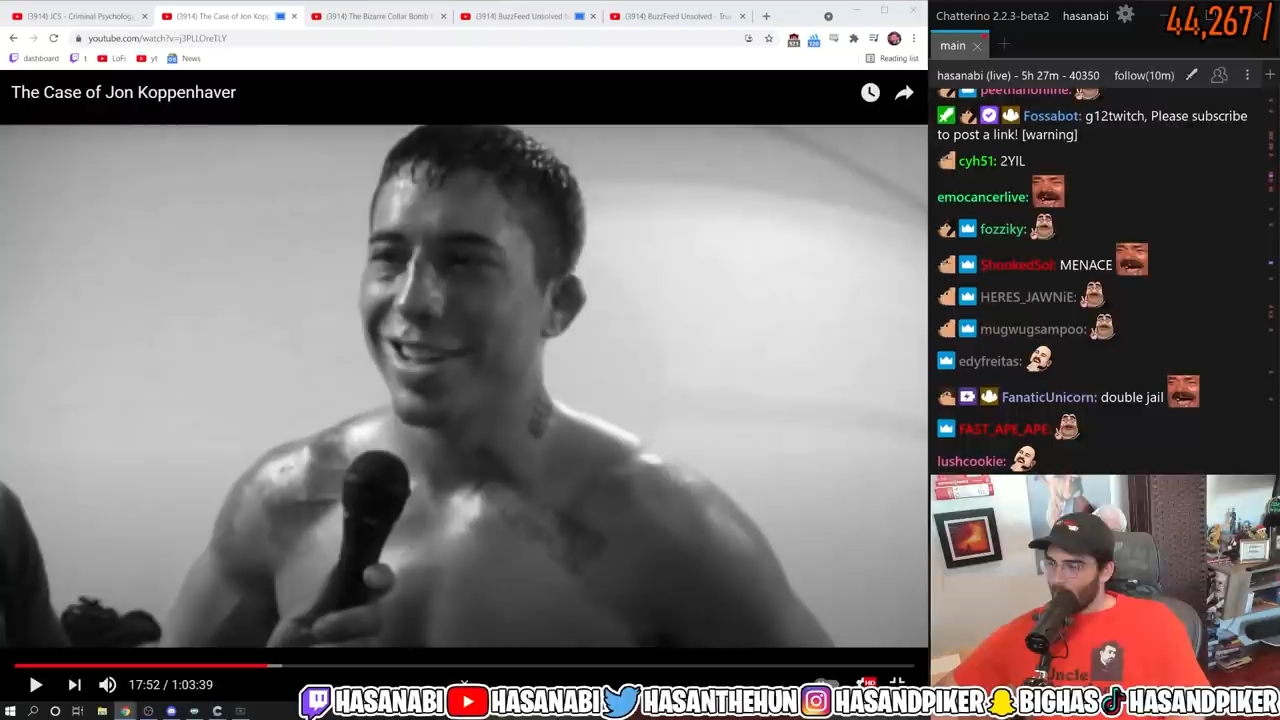 (3914) JCS - Criminal Psychology
(3914) The Case of Jon Kopp
(3914) The Bizarre Collar Bomb
(3914) BuzzFeed Unsolved
(3914) BuzzFeed Unsolved - Tru
youtube.com/watch?v=j3PLLOreTLY
dashboard
t
LoFi
yt
News
Reading list
The Case of Jon Koppenhaver
17:52 / 1:03:39
HD
Chatterino 2.2.3-beta2
hasanabi
44,267 /
main
hasanabi (live) - 5h 27m - 40350
follow(10m)
peethanonline:
Fossabot: g12twitch, Please subscribe
to post a link! [warning]
cyh51: 2YIL
emocancerlive:
fozziky:
ShookedSol: MENACE
HERES_JAWNiE:
mugwugsampoo:
edyfreitas:
FanaticUnicorn: double jail
FAST_APE_APE:
lushcookie:
Uncle
HASANABI
HASANABI
HASANTHEHUN
HASANDPIKER
BIGHAS
HASANDPIKER